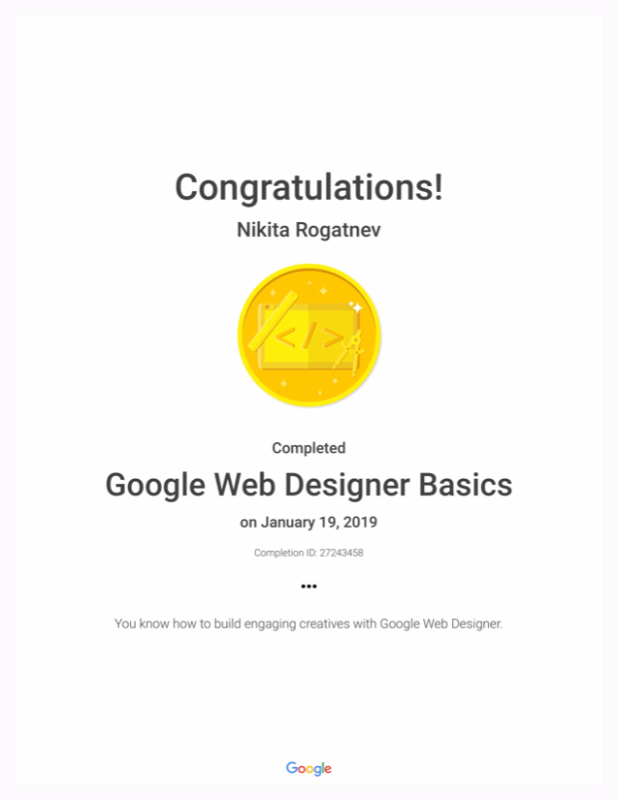 Congratulations!
Nikita Rogatnev
</>
Completed
Google Web Designer Basics
on January 19, 2019
Completion ID: 27243458
•••
You know how to build engaging creatives with Google Web Designer.
Google